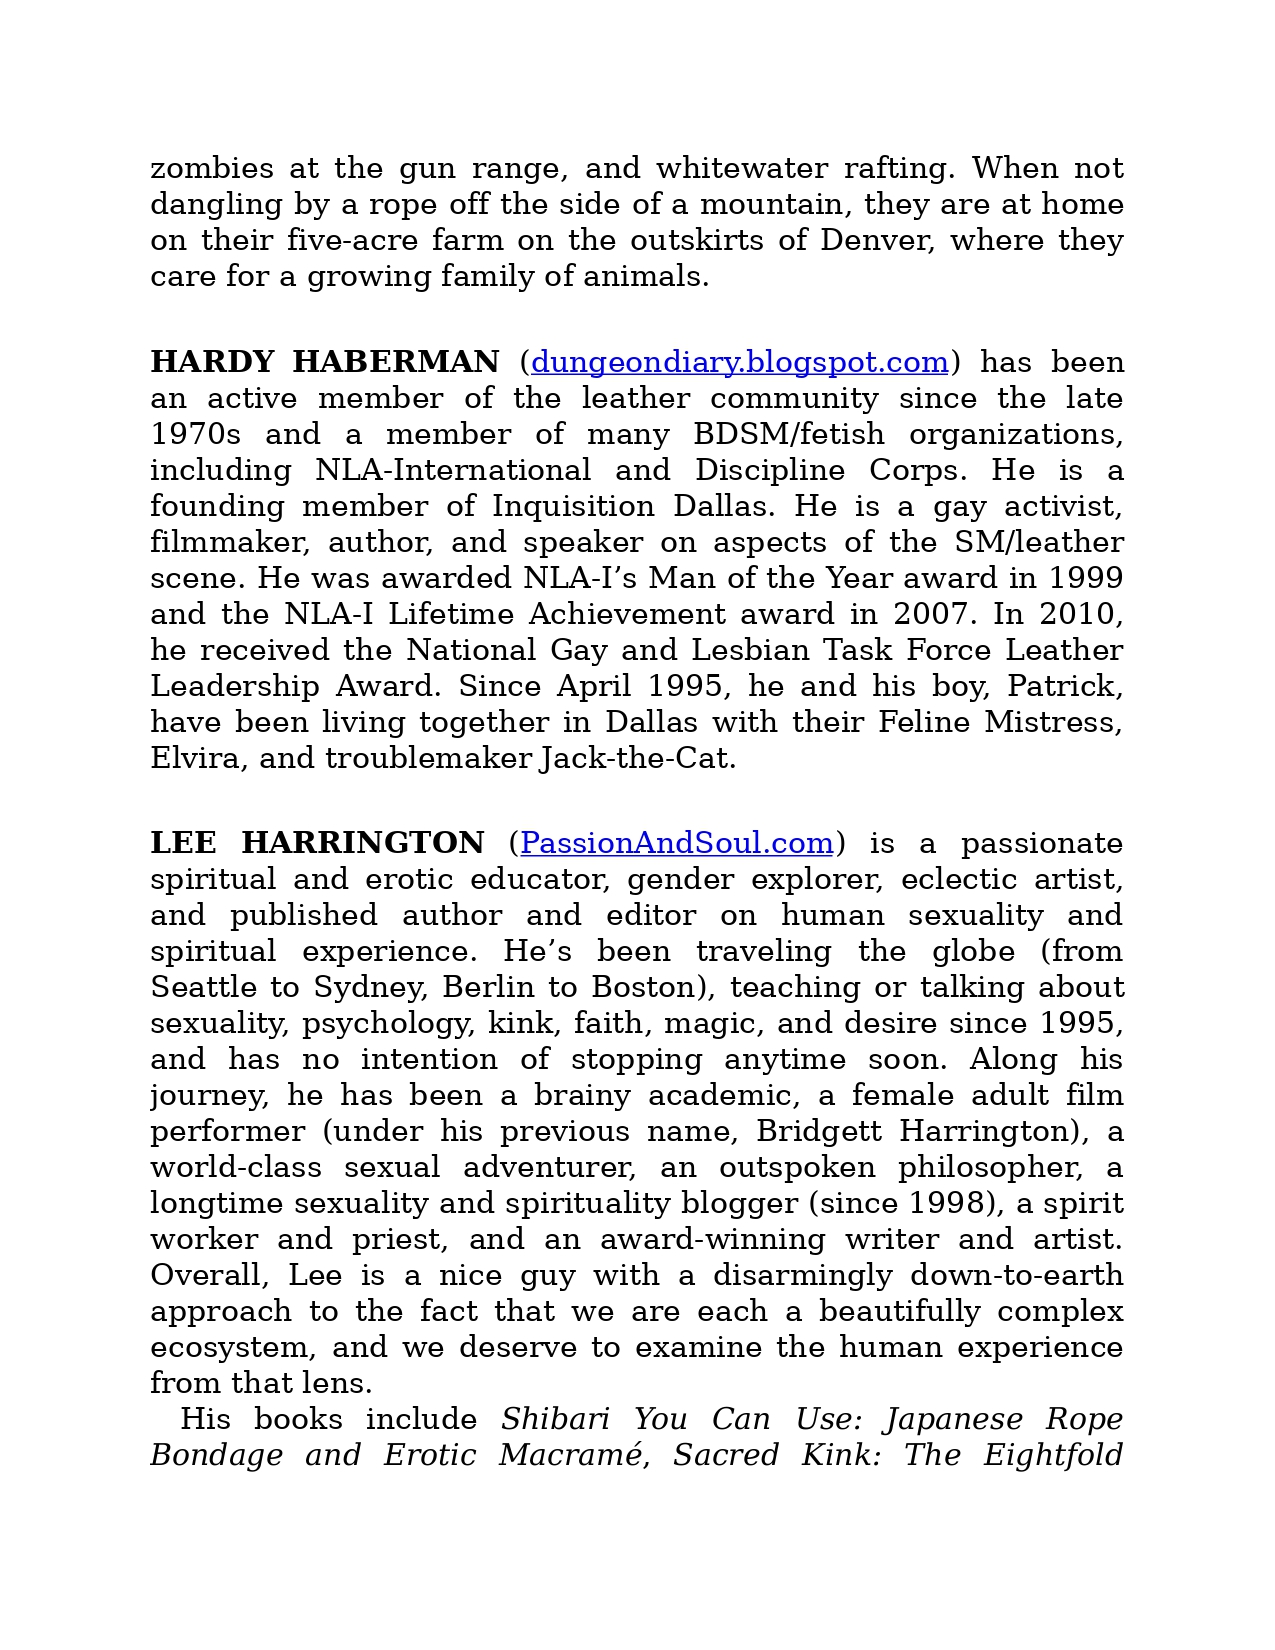 zombies at the gun range, and whitewater rafting. When not
dangling by a rope off the side of a mountain, they are at home
on their five-acre farm on the outskirts of Denver, where they
care for a growing family of animals.
HARDY HABERMAN (dungeondiary.blogspot.com) has been
an active member of the leather community since the late
1970s and a member of many BDSM/fetish organizations,
including NLA-International and Discipline Corps. He is a
founding member of Inquisition Dallas. He is a gay activist,
filmmaker, author, and speaker on aspects of the SM/leather
scene. He was awarded NLA-I’s Man of the Year award in 1999
and the NLA-I Lifetime Achievement award in 2007. In 2010,
he received the National Gay and Lesbian Task Force Leather
Leadership Award. Since April 1995, he and his boy, Patrick,
have been living together in Dallas with their Feline Mistress,
Elvira, and troublemaker Jack-the-Cat.
LEE HARRINGTON (PassionAndSoul.com) is a passionate
spiritual and erotic educator, gender explorer, eclectic artist,
and published author and editor on human sexuality and
spiritual experience. He’s been traveling the globe (from
Seattle to Sydney, Berlin to Boston), teaching or talking about
sexuality, psychology, kink, faith, magic, and desire since 1995,
and has no intention of stopping anytime soon. Along his
journey, he has been a brainy academic, a female adult film
performer (under his previous name, Bridgett Harrington), a
world-class sexual adventurer, an outspoken philosopher, a
longtime sexuality and spirituality blogger (since 1998), a spirit
worker and priest, and an award-winning writer and artist.
Overall, Lee is a nice guy with a disarmingly down-to-earth
approach to the fact that we are each a beautifully complex
ecosystem, and we deserve to examine the human experience
from that lens.
His books include Shibari You Can Use: Japanese Rope
Bondage and Erotic Macramé, Sacred Kink: The Eightfold